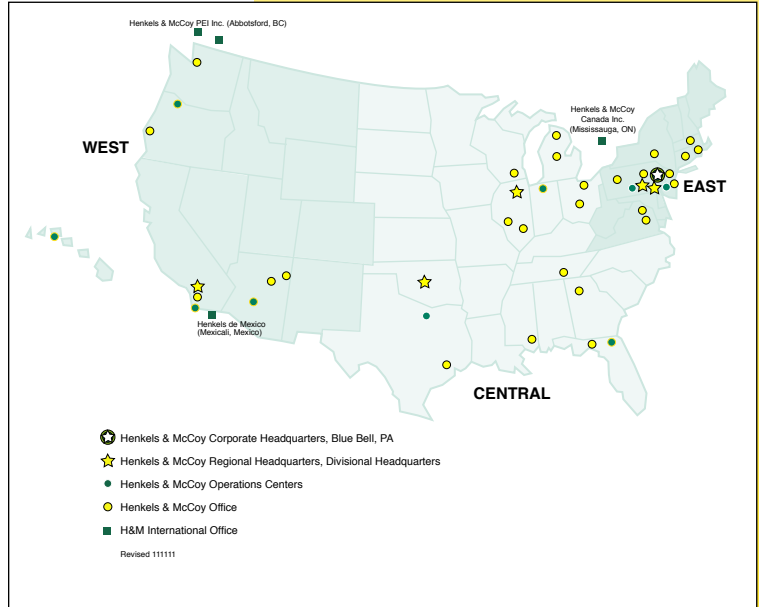 Henkels & McCoy PEI Inc. (Abbotsford, BC)
Henkels & McCoy
Canada Inc.
(Mississauga, ON)
WEST
EAST
Henkels de Mexico
(Mexicali, Mexico)
CENTRAL
Henkels & McCoy Corporate Headquarters, Blue Bell, PA
Henkels & McCoy Regional Headquarters, Divisional Headquarters
Henkels & McCoy Operations Centers
Henkels & McCoy Office
H&M International Office
Revised 111111